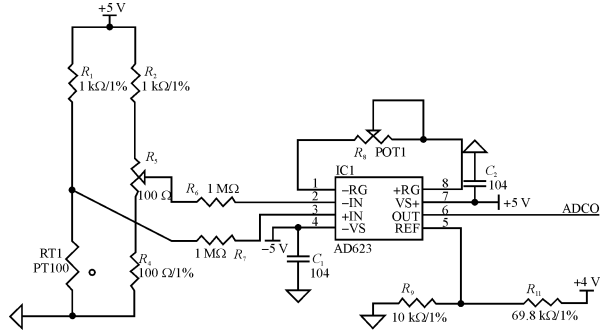 +5 V
R1
1 kΩ/1%
R2
1 kΩ/1%
R5
100 Ω
R6 1 MΩ
1 MΩ R7
RT1
PT100
R4
100 Ω/1%
R8 POT1
IC1
1 −RG
2 −IN
3 +IN
4 −VS
+RG 8
VS+ 7
OUT 6
REF 5
AD623
−5 V
C1
104
C2
104
+5 V
ADCO
R9
10 kΩ/1%
R11
69.8 kΩ/1%
+4 V